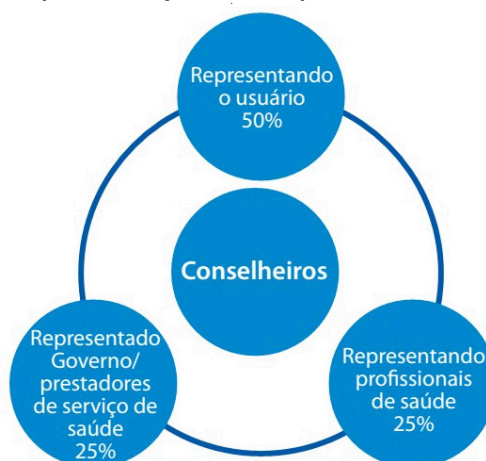 Representando
o usuário
50%
Conselheiros
Representado
Governo/
prestadores
de serviço de
saúde
25%
Representando
profissionais
de saúde
25%